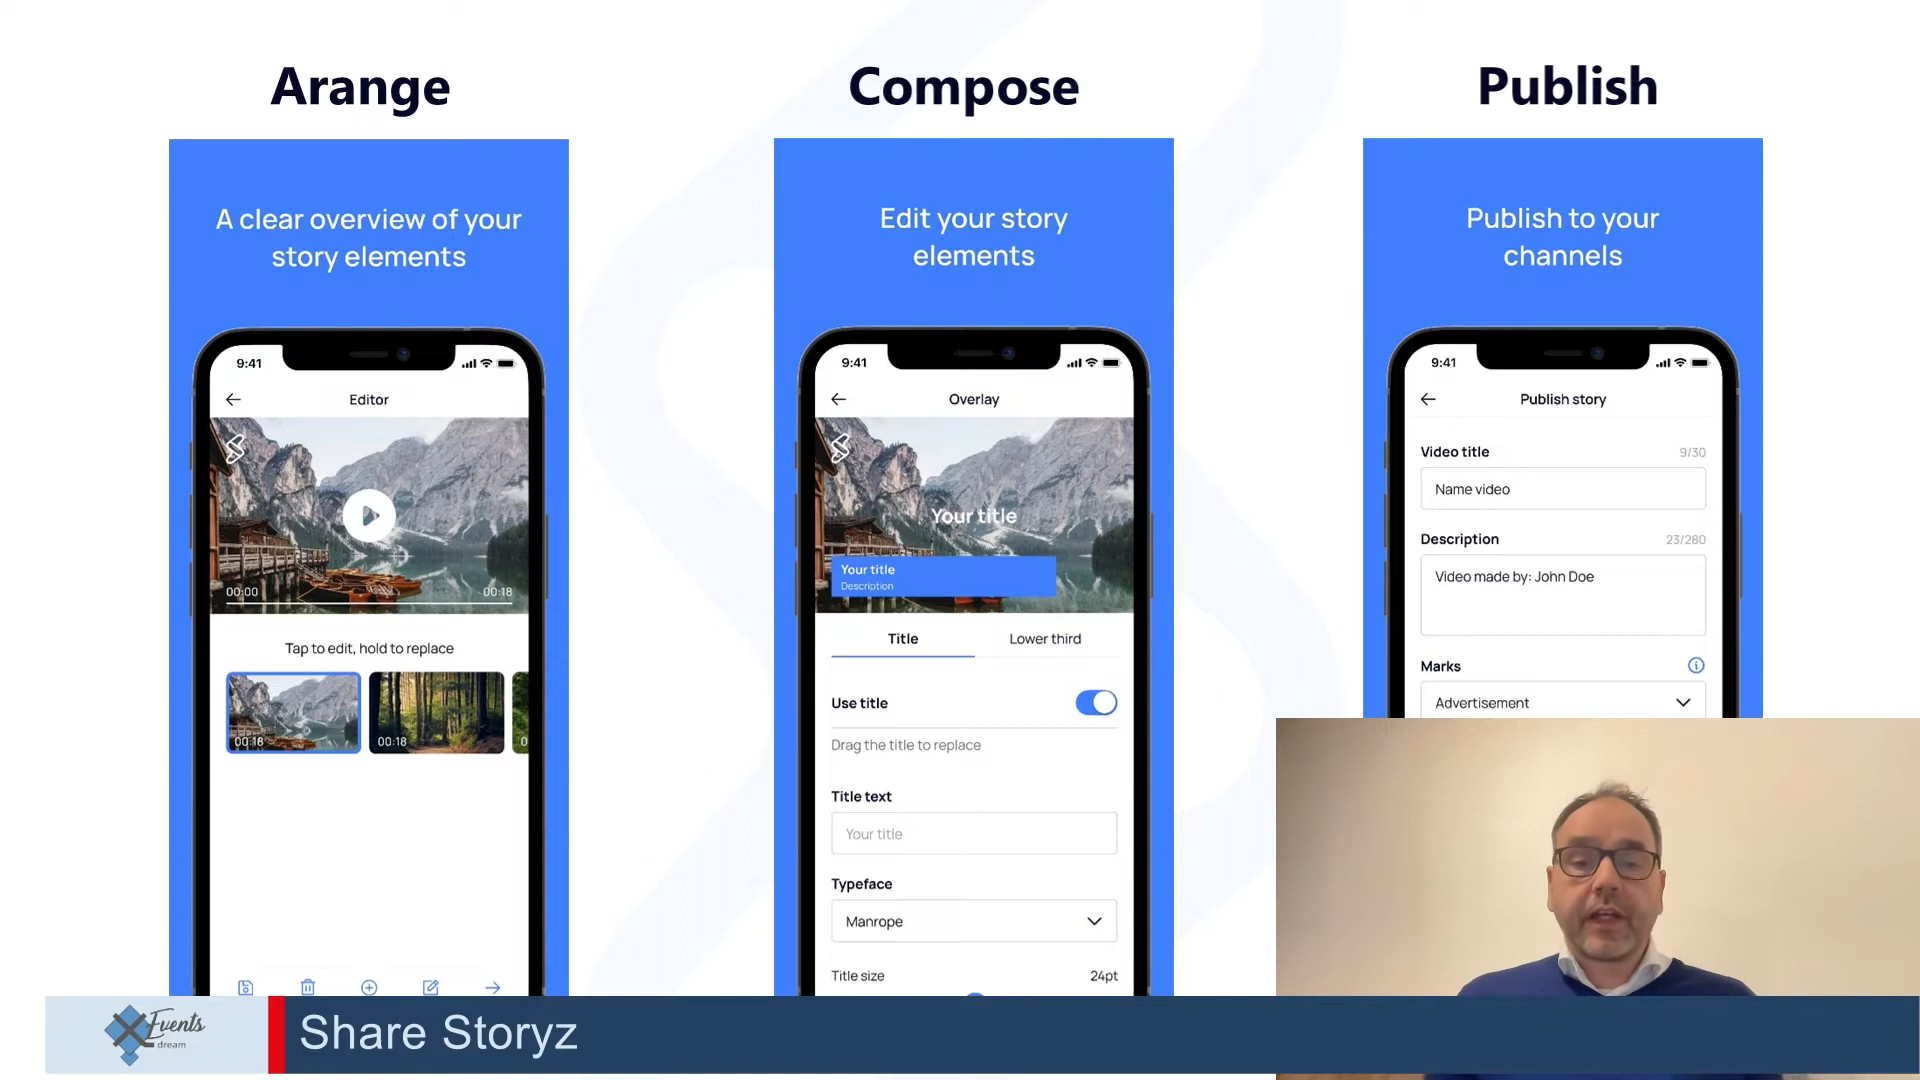 Arange
A clear overview of your
story elements
9:41
Editor
00:00
00:18
Tap to edit, hold to replace
00:18
00:18
0
Compose
Edit your story
elements
9:41
Overlay
Your title
Your title
Description
Title
Lower third
Use title
Drag the title to replace
Title text
Your title
Typeface
Manrope
Title size
24pt
Publish
Publish to your
channels
9:41
Publish story
Video title
9/30
Name video
Description
23/280
Video made by: John Doe
Marks
Advertisement
Events
dream
Share Storyz